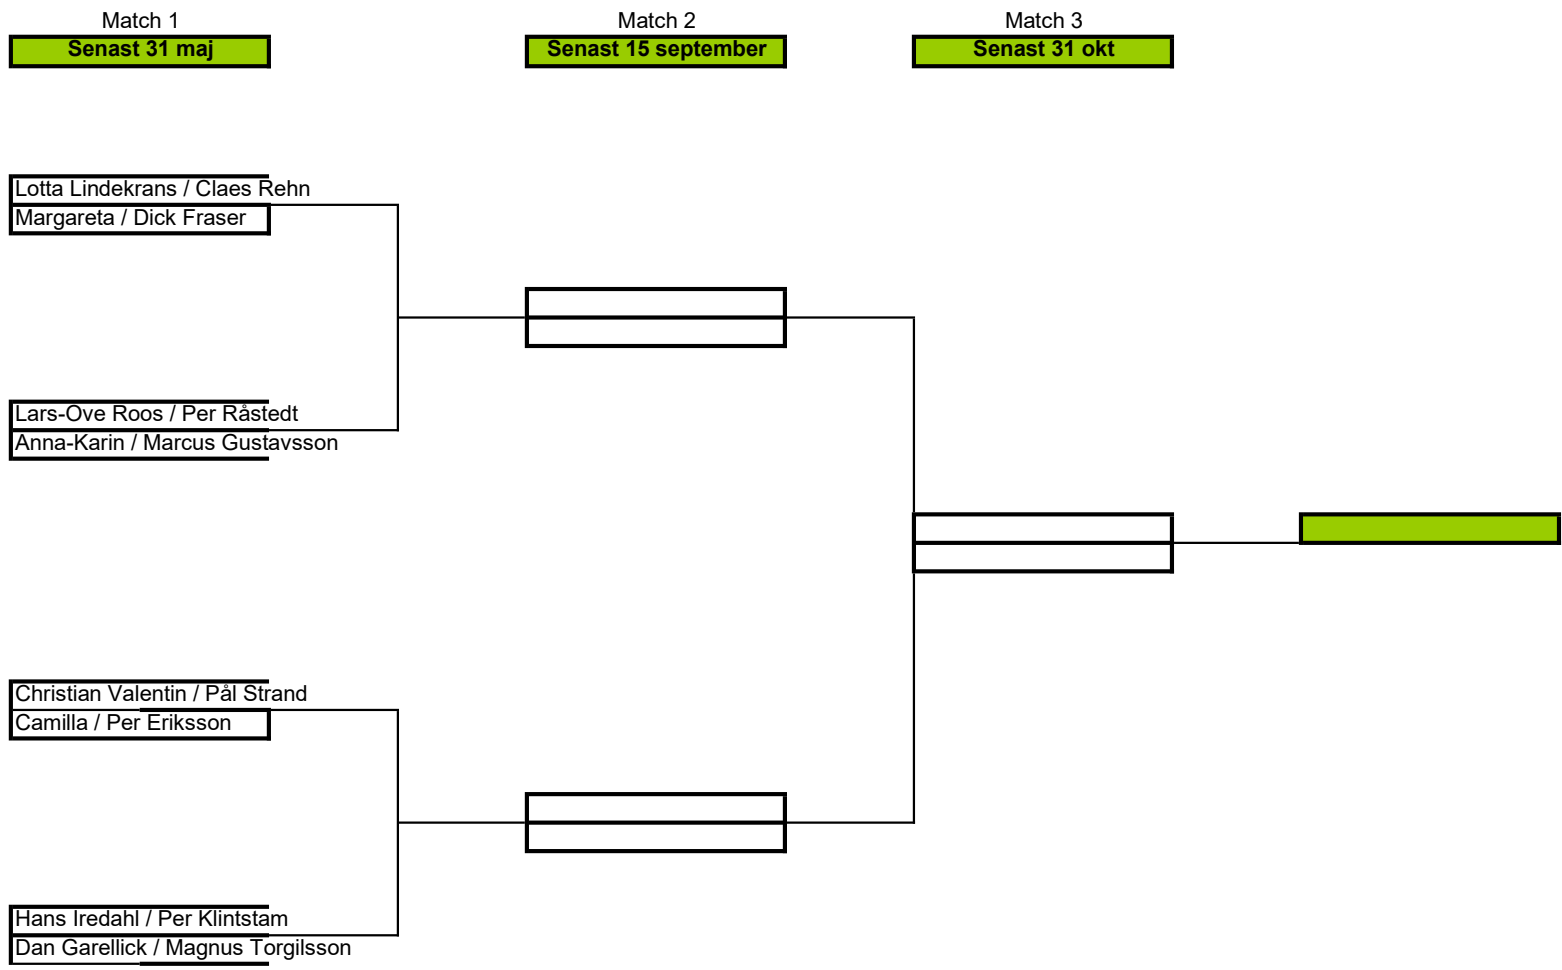 Match 1
Match 2
Match 3
Senast 31 maj
Senast 15 september
Senast 31 okt
Lotta Lindekrans / Claes Rehn
Margareta / Dick Fraser
Lars-Ove Roos / Per Råstedt
Anna-Karin / Marcus Gustavsson
Christian Valentin / Pål Strand
Camilla / Per Eriksson
Hans Iredahl / Per Klintstam
Dan Garellick / Magnus Torgilsson